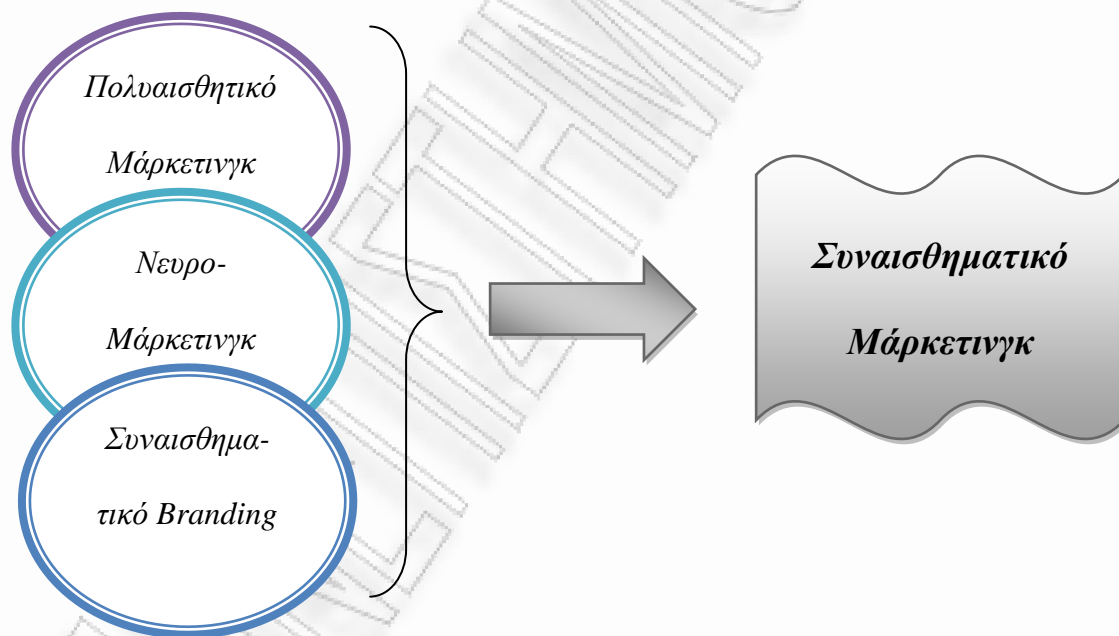 Πολυαισθητικό
Μάρκετινγκ
Νευρο-
Μάρκετινγκ
Συναισθημα-
τικό Branding
Συναισθηματικό
Μάρκετινγκ